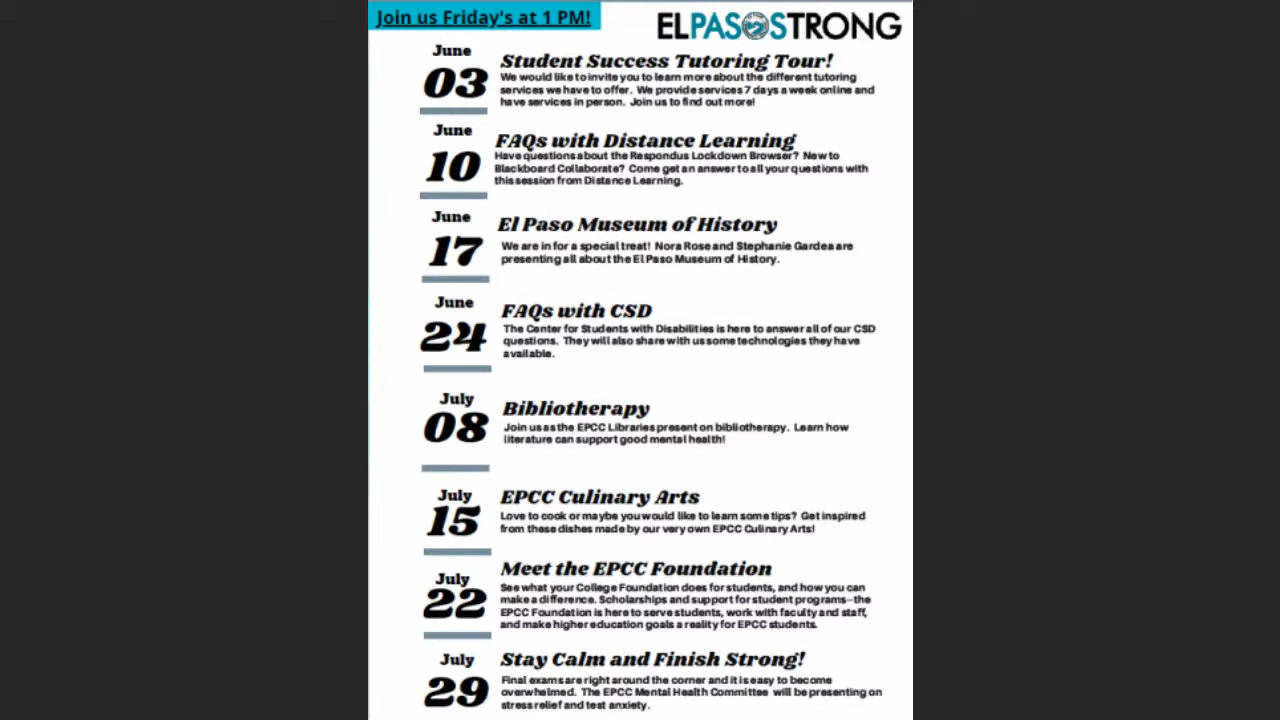 Join us Friday's at 1 PM!
ELPASOSTRONG
June
03
Student Success Tutoring Tour!
We would like to invite you to learn more about the different tutoring
services we have to offer. We provide services 7 days a week online and
have services in person. Join us to find out more!
June
10
FAQs with Distance Learning
Have questions about the Respondus Lockdown Browser? New to
Blackboard Collaborate? Come get an answer to all your questions with
this session from Distance Learning.
June
17
El Paso Museum of History
We are in for a special treat! Nora Rose and Stephanie Gardea are
presenting all about the El Paso Museum of History.
June
24
FAQs with CSD
The Center for Students with Disabilities is here to answer all of our CSD
questions. They will also share with us some technologies they have
available.
July
08
Bibliotherapy
Join us as the EPCC Libraries present on bibliotherapy. Learn how
literature can support good mental health!
July
15
EPCC Culinary Arts
Love to cook or maybe you would like to learn some tips? Get inspired
from these dishes made by our very own EPCC Culinary Arts!
July
22
Meet the EPCC Foundation
See what your College Foundation does for students, and how you can
make a difference. Scholarships and support for student programs--the
EPCC Foundation is here to serve students, work with faculty and staff,
and make higher education goals a reality for EPCC students.
July
29
Stay Calm and Finish Strong!
Final exams are right around the corner and it is easy to become
overwhelmed. The EPCC Mental Health Committee will be presenting on
stress relief and test anxiety.